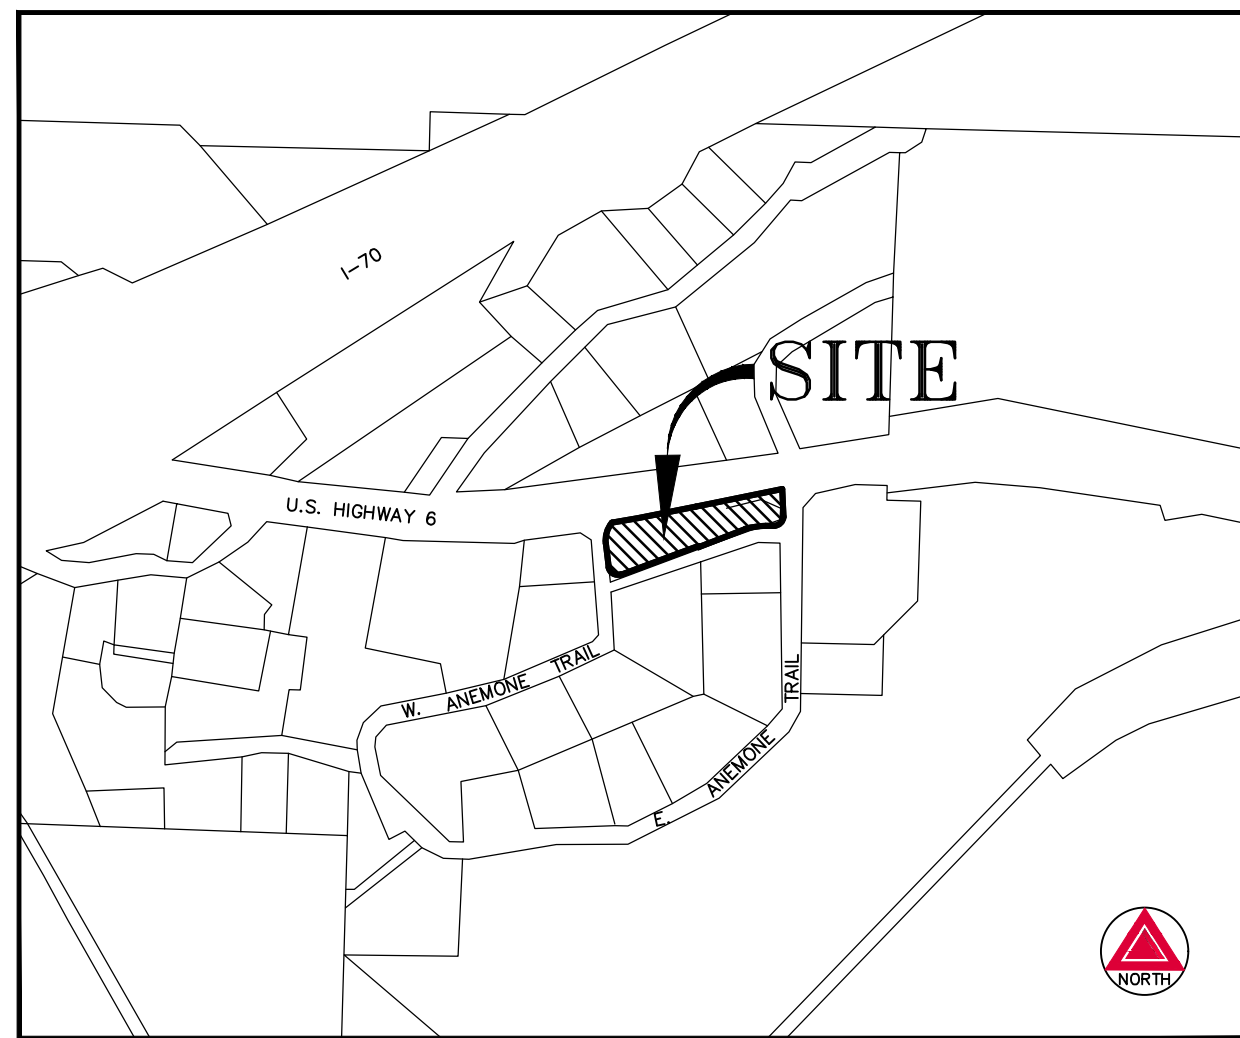 I-70
SITE
U.S. HIGHWAY 6
W. ANEMONE TRAIL
E. ANEMONE TRAIL
NORTH